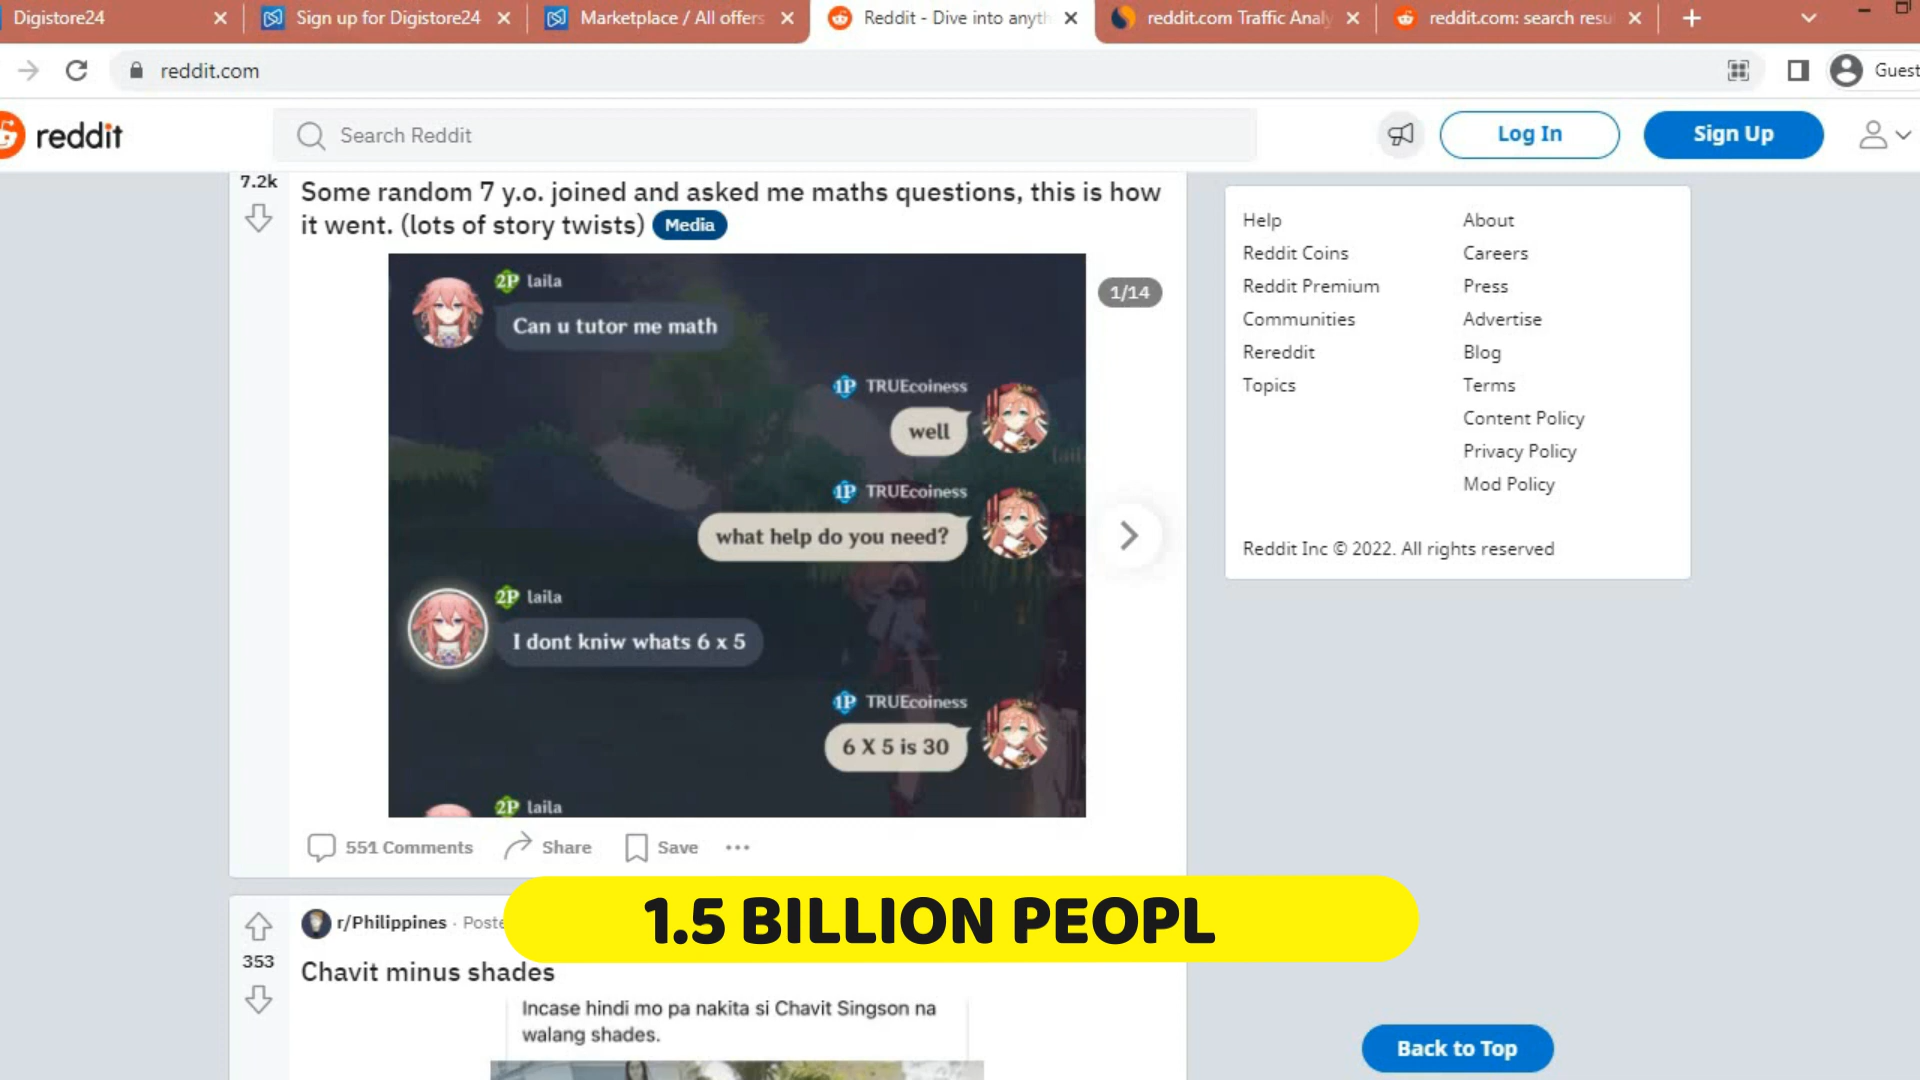 Digistore24
Sign up for Digistore24
Marketplace / All offers
Reddit - Dive into anyth
reddit.com Traffic Analy
reddit.com: search resu
reddit.com
Guest
reddit
Search Reddit
Log In
Sign Up
7.2k
Some random 7 y.o. joined and asked me maths questions, this is how
it went. (lots of story twists) Media
2P laila
Can u tutor me math
1/14
1P TRUEcoiness
well
1P TRUEcoiness
what help do you need?
2P laila
I dont kniw whats 6 x 5
1P TRUEcoiness
6 X 5 is 30
2P laila
551 Comments
Share
Save
r/Philippines · Poste
353
Chavit minus shades
Incase hindi mo pa nakita si Chavit Singson na
walang shades.
1.5 BILLION PEOPL
Help
Reddit Coins
Reddit Premium
Communities
Rereddit
Topics
About
Careers
Press
Advertise
Blog
Terms
Content Policy
Privacy Policy
Mod Policy
Reddit Inc © 2022. All rights reserved
Back to Top